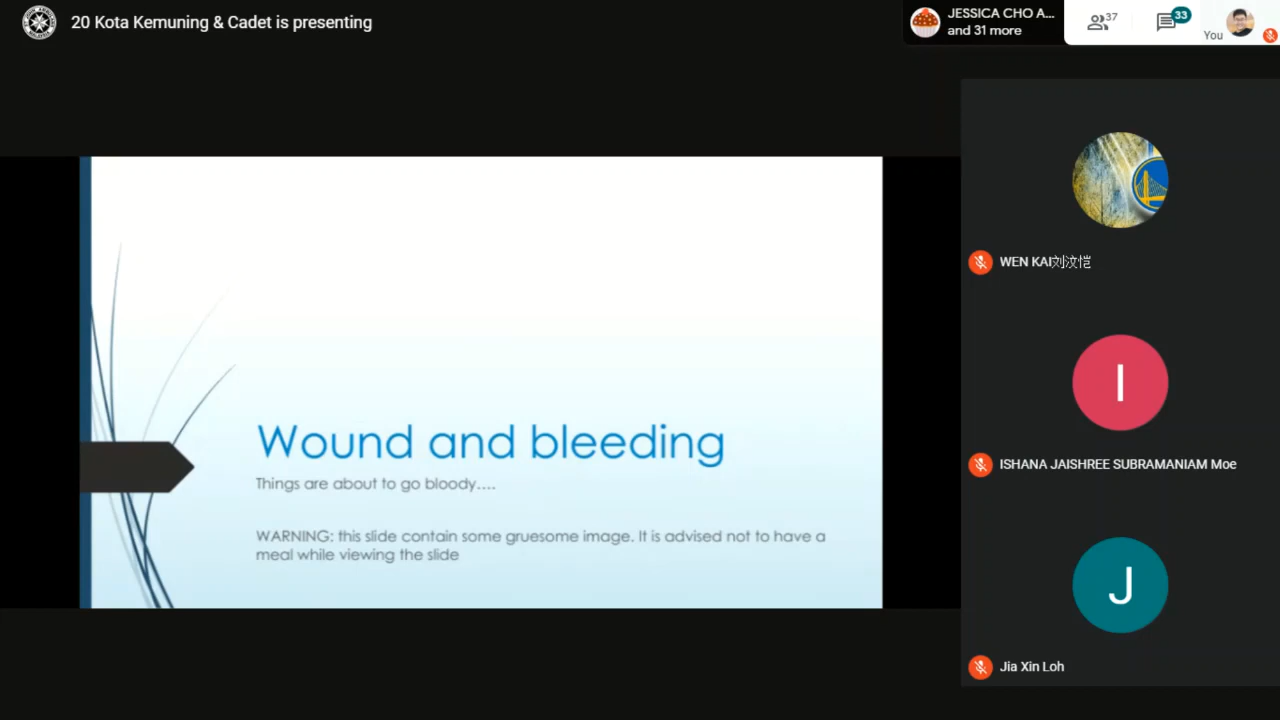 20 Kota Kemuning & Cadet is presenting
JESSICA CHO A...
and 31 more
37
33
You
Wound and bleeding
Things are about to go bloody....
WARNING: this slide contain some gruesome image. It is advised not to have a
meal while viewing the slide
WEN KAI刘汶恺
I
ISHANA JAISHREE SUBRAMANIAM Moe
J
Jia Xin Loh